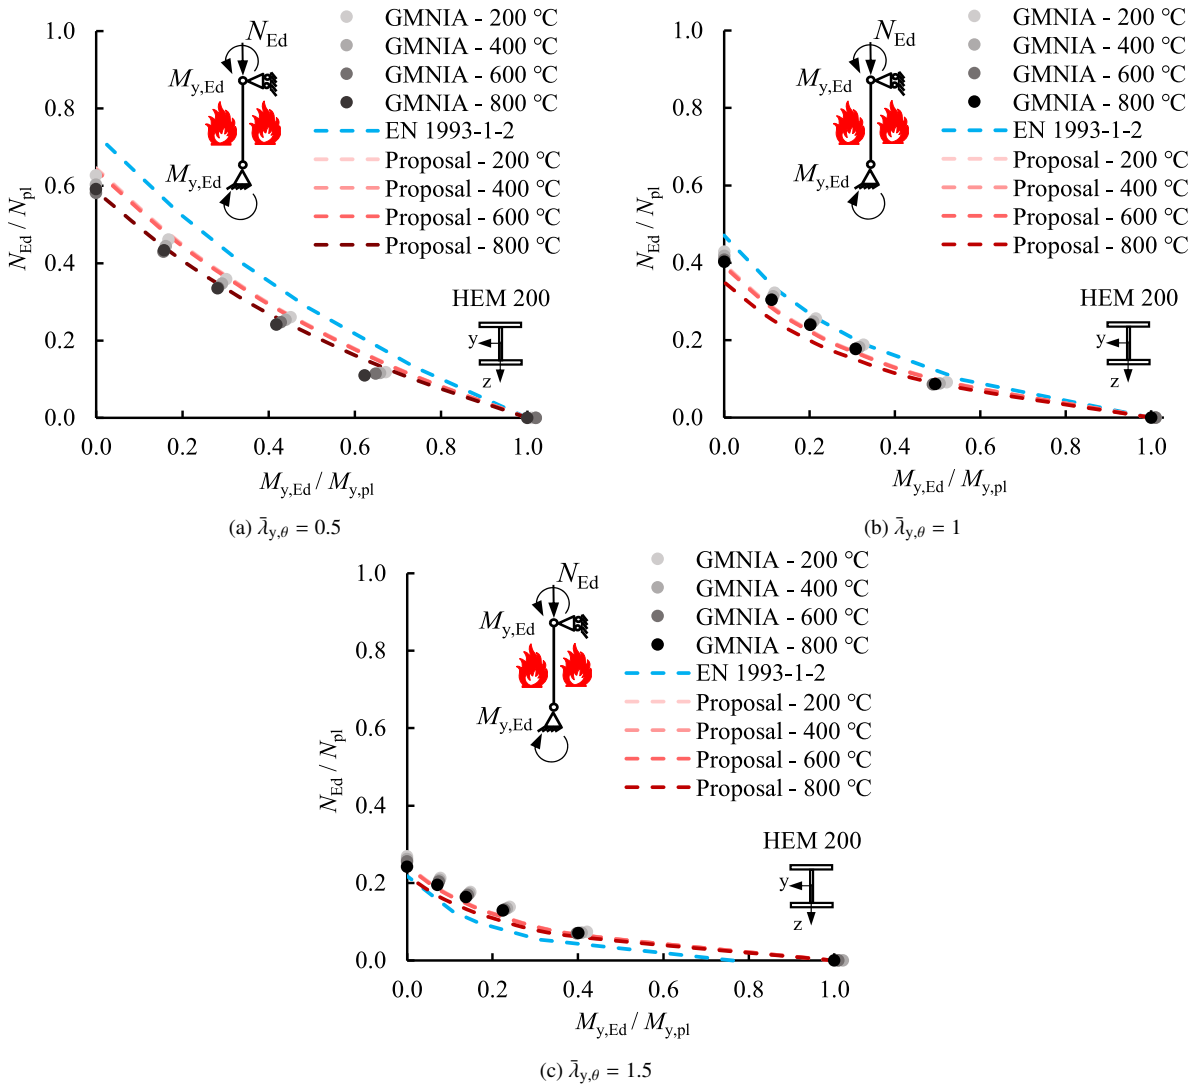 1.0
0.8
0.6
0.4
0.2
0.0
0.0 0.2 0.4 0.6 0.8 1.0
N_Ed / N_pl
M_y,Ed / M_y,pl
N_Ed
M_y,Ed
M_y,Ed
GMNIA - 200 °C
GMNIA - 400 °C
GMNIA - 600 °C
GMNIA - 800 °C
EN 1993-1-2
Proposal - 200 °C
Proposal - 400 °C
Proposal - 600 °C
Proposal - 800 °C
HEM 200
y
z
(a) λ̄_y,θ = 0.5
1.0
0.8
0.6
0.4
0.2
0.0
0.0 0.2 0.4 0.6 0.8 1.0
N_Ed / N_pl
M_y,Ed / M_y,pl
N_Ed
M_y,Ed
M_y,Ed
GMNIA - 200 °C
GMNIA - 400 °C
GMNIA - 600 °C
GMNIA - 800 °C
EN 1993-1-2
Proposal - 200 °C
Proposal - 400 °C
Proposal - 600 °C
Proposal - 800 °C
HEM 200
y
z
(b) λ̄_y,θ = 1
1.0
0.8
0.6
0.4
0.2
0.0
0.0 0.2 0.4 0.6 0.8 1.0
N_Ed / N_pl
M_y,Ed / M_y,pl
N_Ed
M_y,Ed
M_y,Ed
GMNIA - 200 °C
GMNIA - 400 °C
GMNIA - 600 °C
GMNIA - 800 °C
EN 1993-1-2
Proposal - 200 °C
Proposal - 400 °C
Proposal - 600 °C
Proposal - 800 °C
HEM 200
y
z
(c) λ̄_y,θ = 1.5